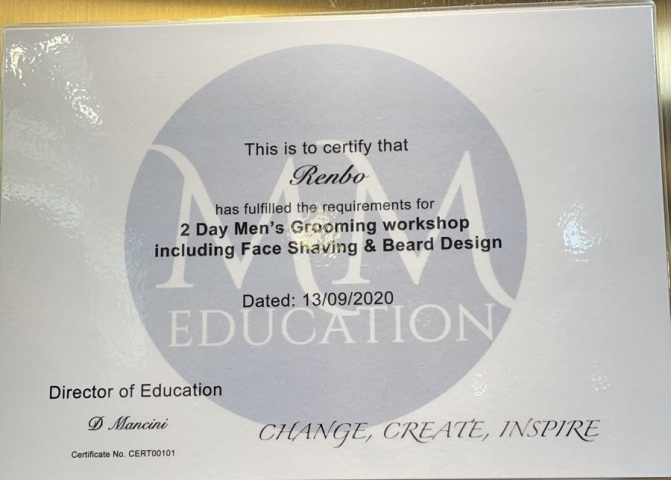 This is to certify that
Renbo
has fulfilled the requirements for
2 Day Men's Grooming workshop
including Face Shaving & Beard Design
MM
Dated: 13/09/2020
EDUCATION
Director of Education
D Mancini
CHANGE, CREATE, INSPIRE
Certificate No. CERT00101